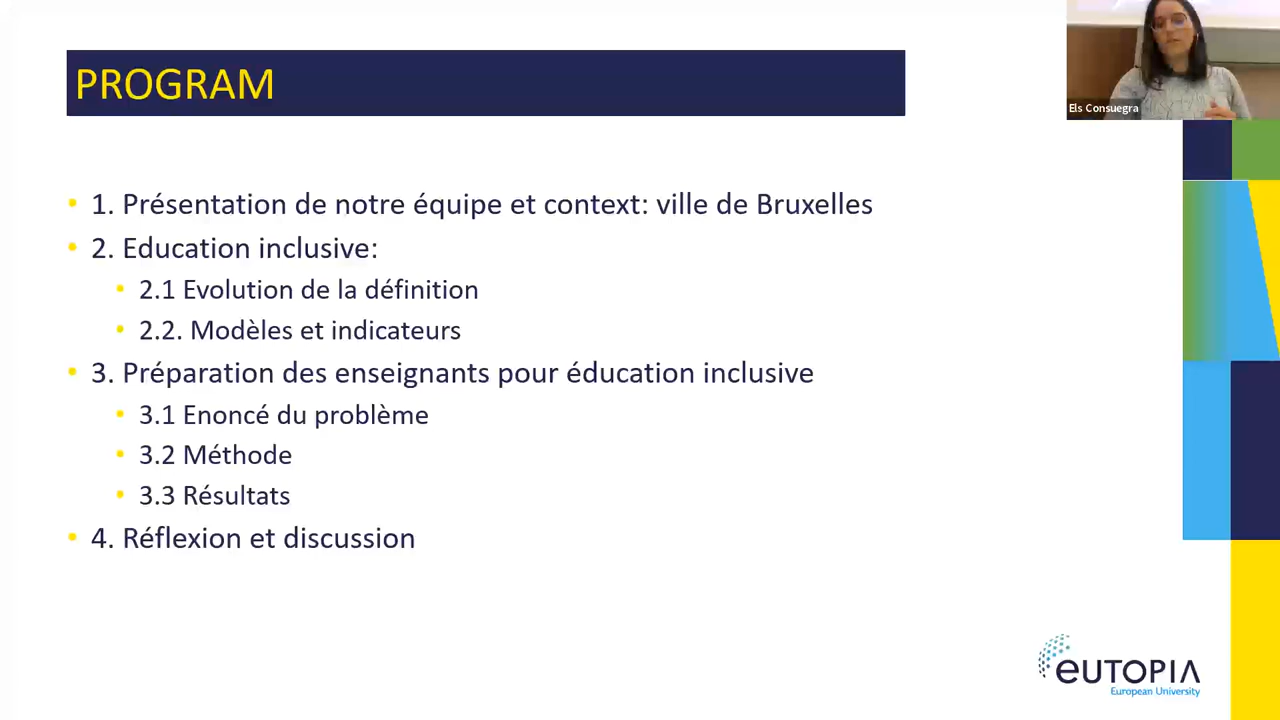 PROGRAM
Els Consuegra
• 1. Présentation de notre équipe et context: ville de Bruxelles
• 2. Education inclusive:
• 2.1 Evolution de la définition
• 2.2. Modèles et indicateurs
• 3. Préparation des enseignants pour éducation inclusive
• 3.1 Enoncé du problème
• 3.2 Méthode
• 3.3 Résultats
• 4. Réflexion et discussion
EUTOPIA
European University